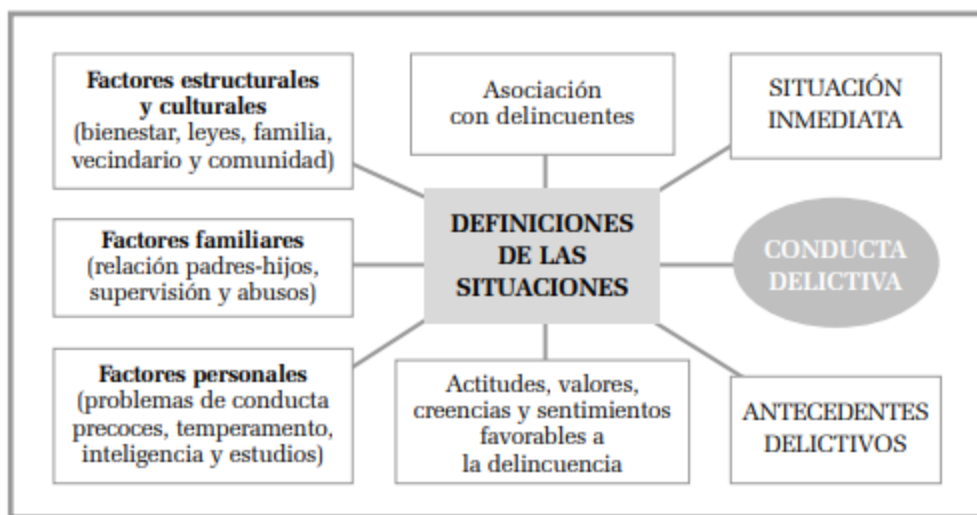 Factores estructurales
y culturales
(bienestar, leyes, familia,
vecindario y comunidad)
Asociación
con delincuentes
SITUACIÓN
INMEDIATA
Factores familiares
(relación padres-hijos,
supervisión y abusos)
DEFINICIONES
DE LAS
SITUACIONES
CONDUCTA
DELICTIVA
Factores personales
(problemas de conducta
precoces, temperamento,
inteligencia y estudios)
Actitudes, valores,
creencias y sentimientos
favorables a
la delincuencia
ANTECEDENTES
DELICTIVOS